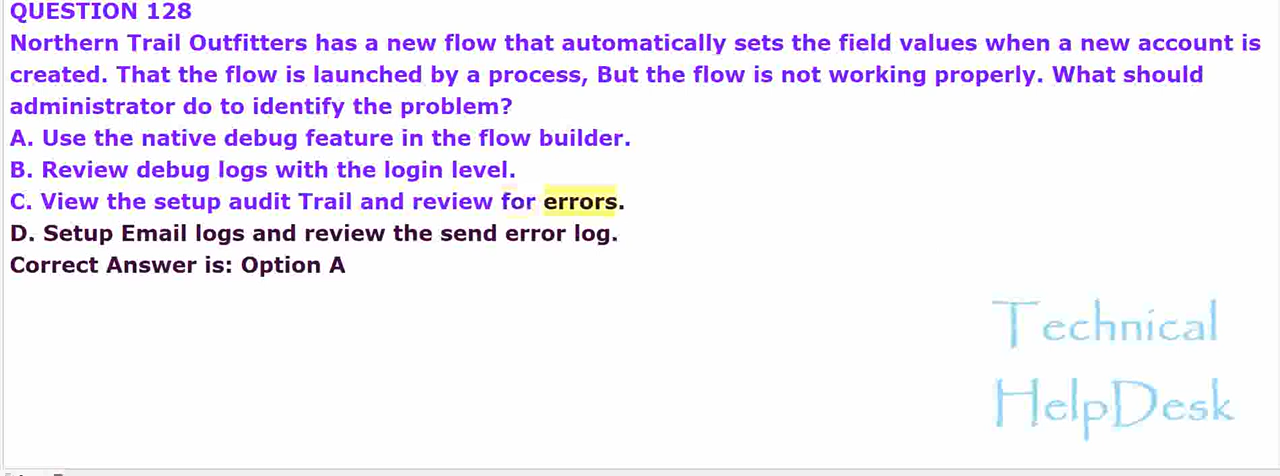 QUESTION 128
Northern Trail Outfitters has a new flow that automatically sets the field values when a new account is
created. That the flow is launched by a process, But the flow is not working properly. What should
administrator do to identify the problem?
A. Use the native debug feature in the flow builder.
B. Review debug logs with the login level.
C. View the setup audit Trail and review for errors.
D. Setup Email logs and review the send error log.
Correct Answer is: Option A
Technical
HelpDesk